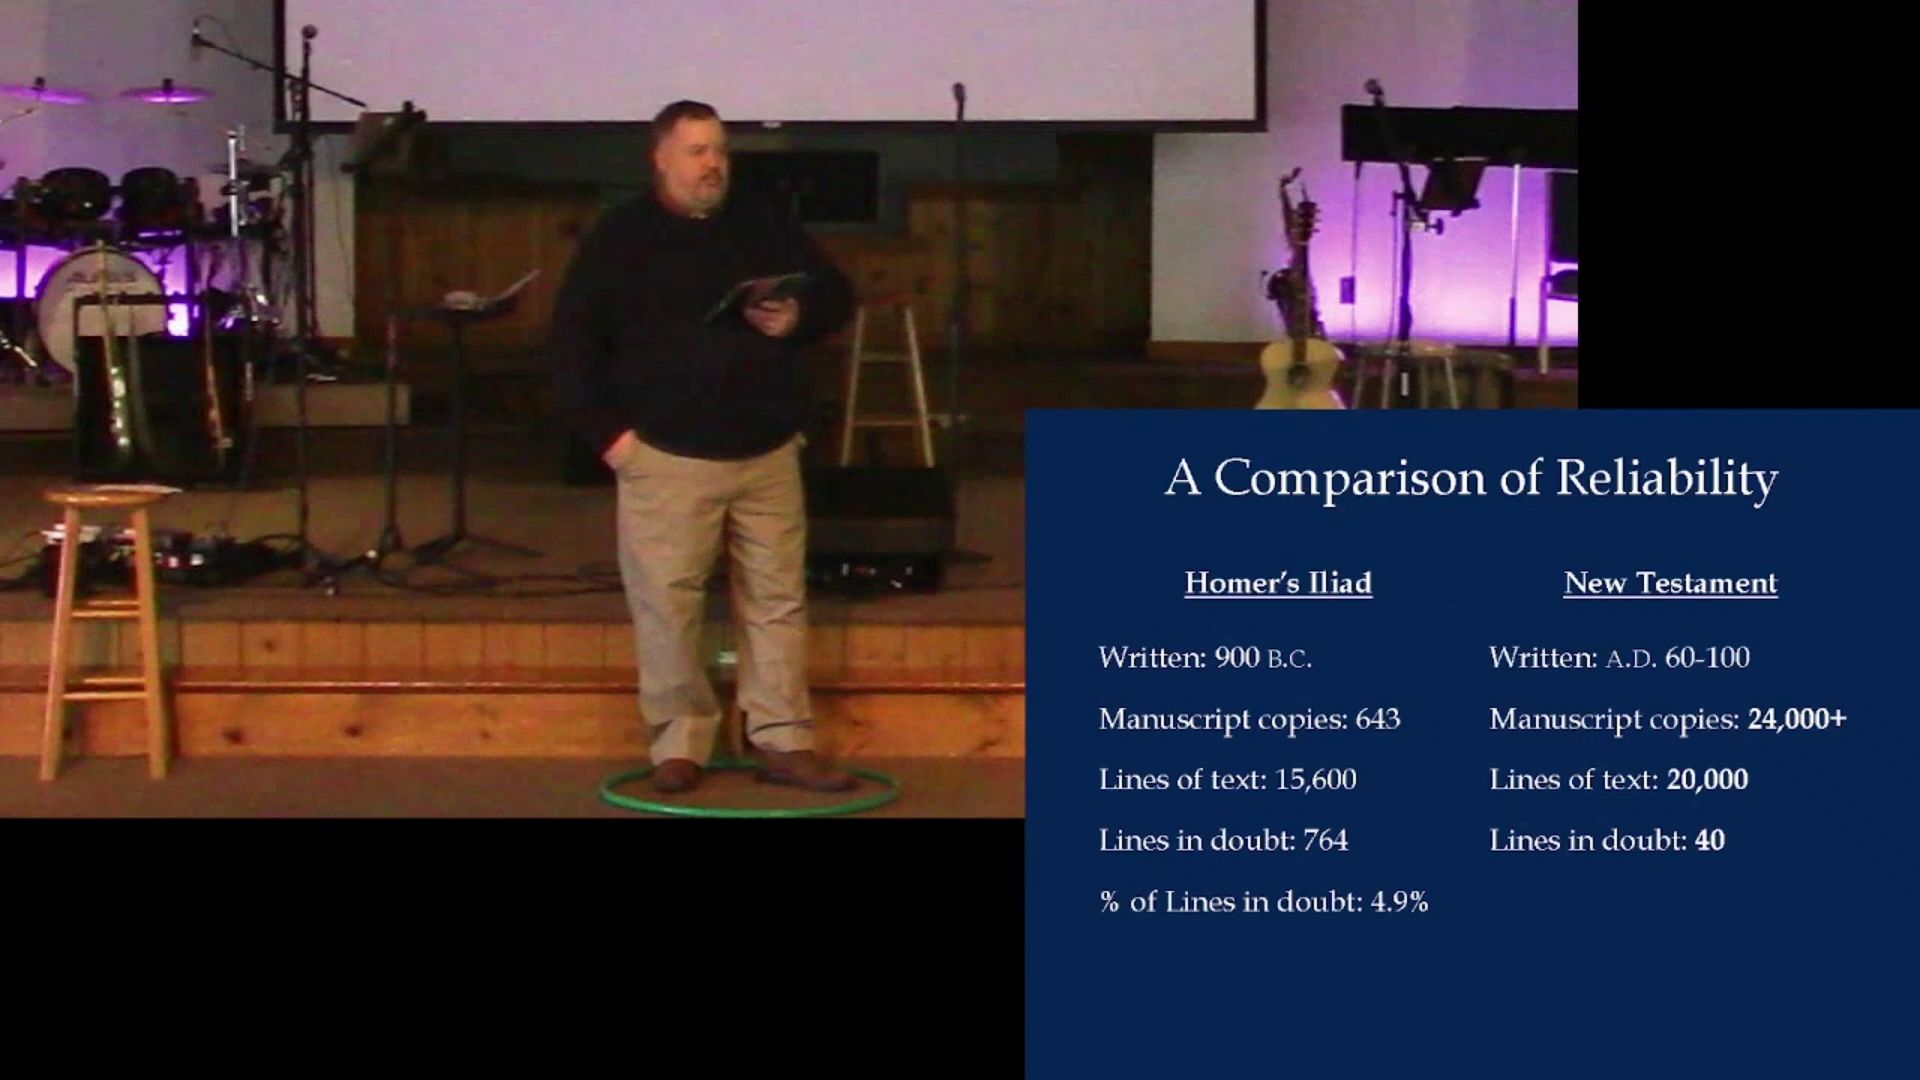 A Comparison of Reliability
Homer's Iliad
Written: 900 B.C.
Manuscript copies: 643
Lines of text: 15,600
Lines in doubt: 764
% of Lines in doubt: 4.9%
New Testament
Written: A.D. 60-100
Manuscript copies: 24,000+
Lines of text: 20,000
Lines in doubt: 40